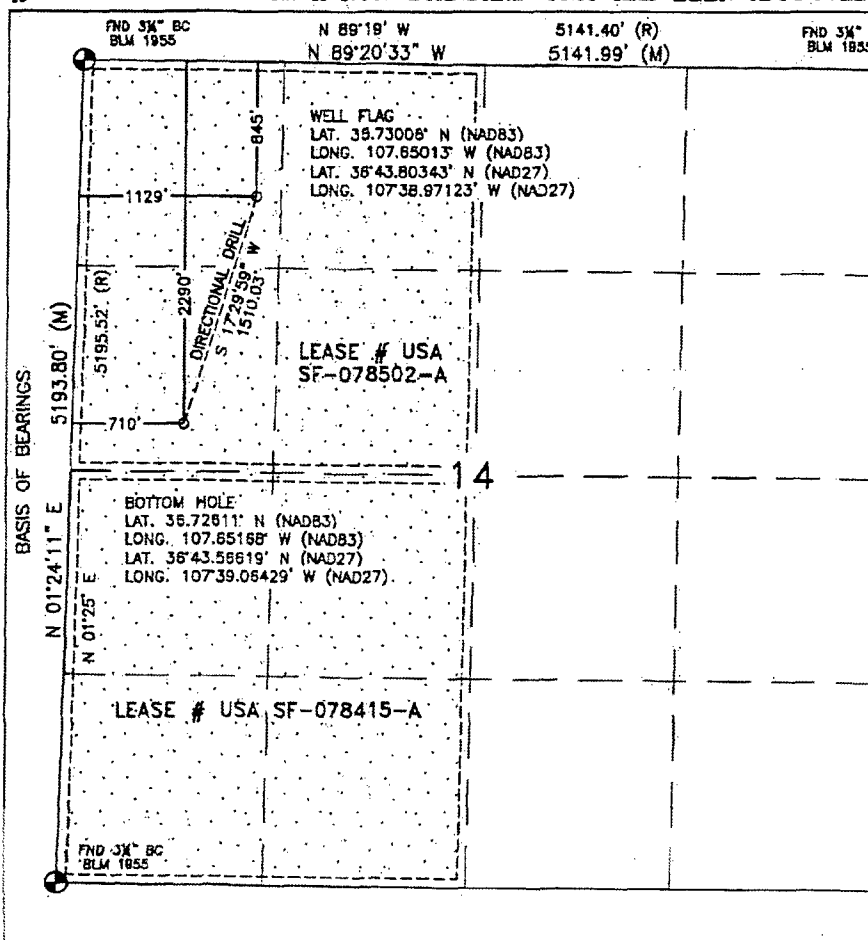 FND 3¼" BC
BLM 1955
N 89°19' W
5141.40' (R)
FND 3¼" BC
BLM 1955
N 89°20'33" W
5141.99' (M)
WELL FLAG
LAT. 36.73006° N (NAD83)
LONG. 107.65013° W (NAD83)
LAT. 36°43.80343' N (NAD27)
LONG. 107°38.97123' W (NAD27)
845'
1129'
2290'
DIRECTIONAL DRILL
S 17°29'59" W
1510.03'
5195.52' (R)
5193.80' (M)
LEASE # USA
SF-078502-A
710'
BASIS OF BEARINGS
14
BOTTOM HOLE
LAT. 36.72611° N (NAD83)
LONG. 107.65168° W (NAD83)
LAT. 36°43.56619' N (NAD27)
LONG. 107°39.06429' W (NAD27)
N 01°24'11" E
N 01°25' E
LEASE # USA SF-078415-A
FND 3¼" BC
BLM 1955